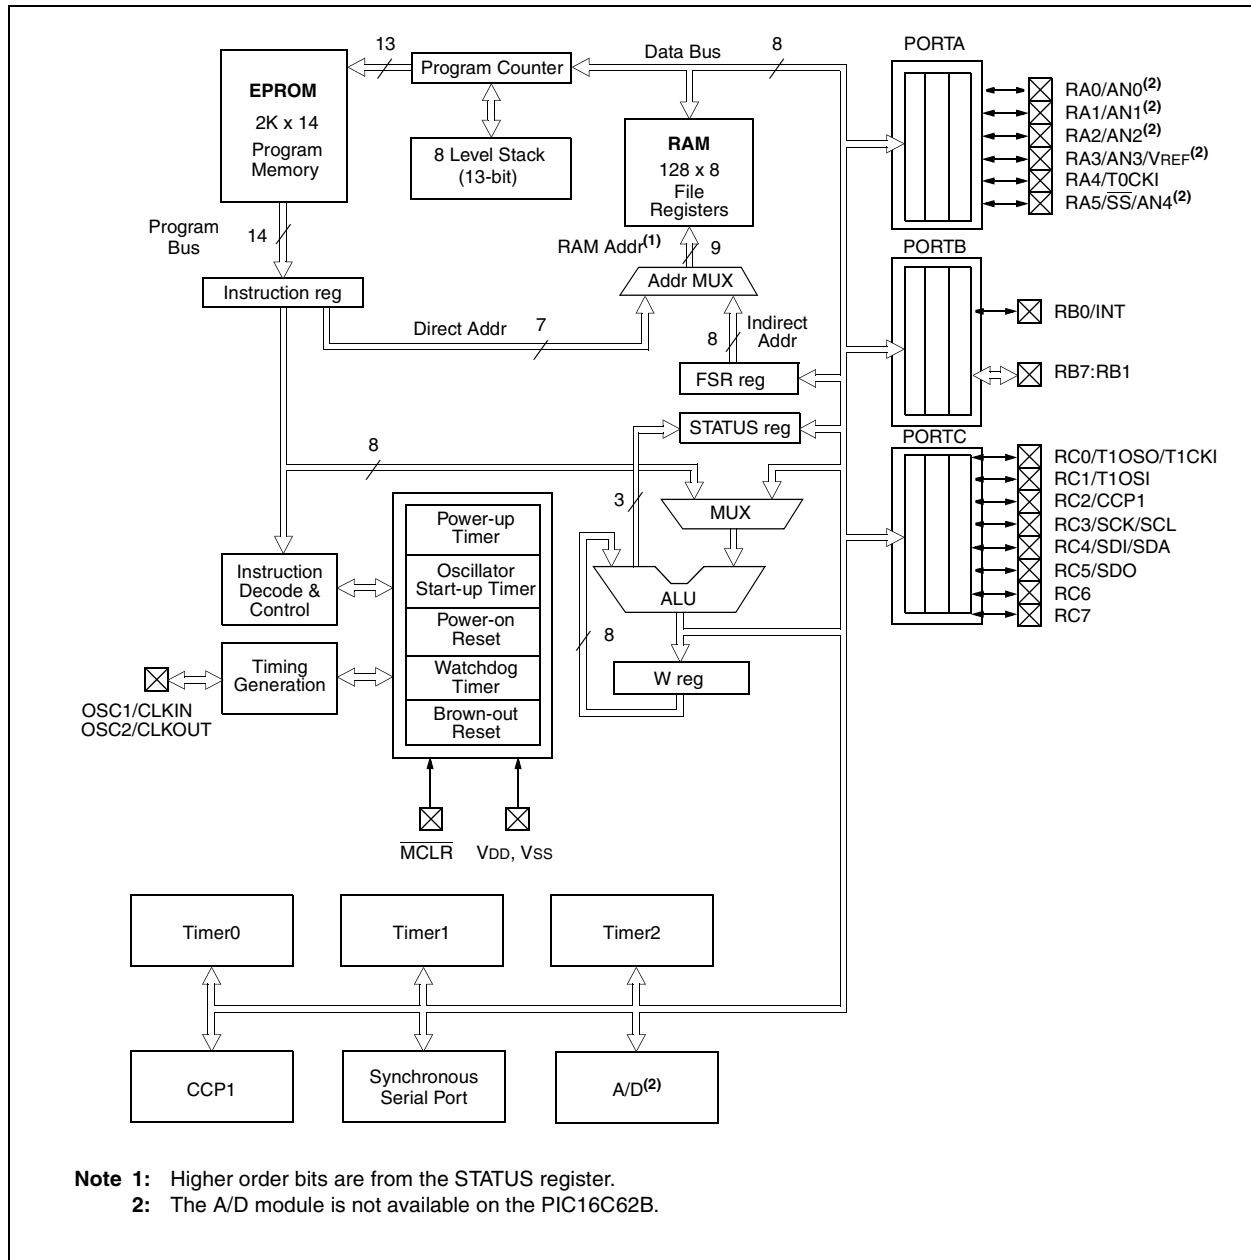 13
Data Bus
8
PORTA
EPROM
2K x 14
Program
Memory
Program Counter
8 Level Stack
(13-bit)
RAM
128 x 8
File
Registers
RA0/AN0(2)
RA1/AN1(2)
RA2/AN2(2)
RA3/AN3/VREF(2)
RA4/T0CKI
RA5/SS/AN4(2)
Program
Bus
14
RAM Addr(1)
9
PORTB
Instruction reg
Addr MUX
Direct Addr
7
8
Indirect
Addr
RB0/INT
FSR reg
RB7:RB1
STATUS reg
PORTC
8
3
MUX
RC0/T1OSO/T1CKI
RC1/T1OSI
RC2/CCP1
RC3/SCK/SCL
RC4/SDI/SDA
RC5/SDO
RC6
RC7
Power-up
Timer
Oscillator
Start-up Timer
Power-on
Reset
Watchdog
Timer
Brown-out
Reset
Instruction
Decode &
Control
ALU
8
W reg
Timing
Generation
OSC1/CLKIN
OSC2/CLKOUT
MCLR
VDD, VSS
Timer0
Timer1
Timer2
CCP1
Synchronous
Serial Port
A/D(2)
Note 1: Higher order bits are from the STATUS register.
2: The A/D module is not available on the PIC16C62B.